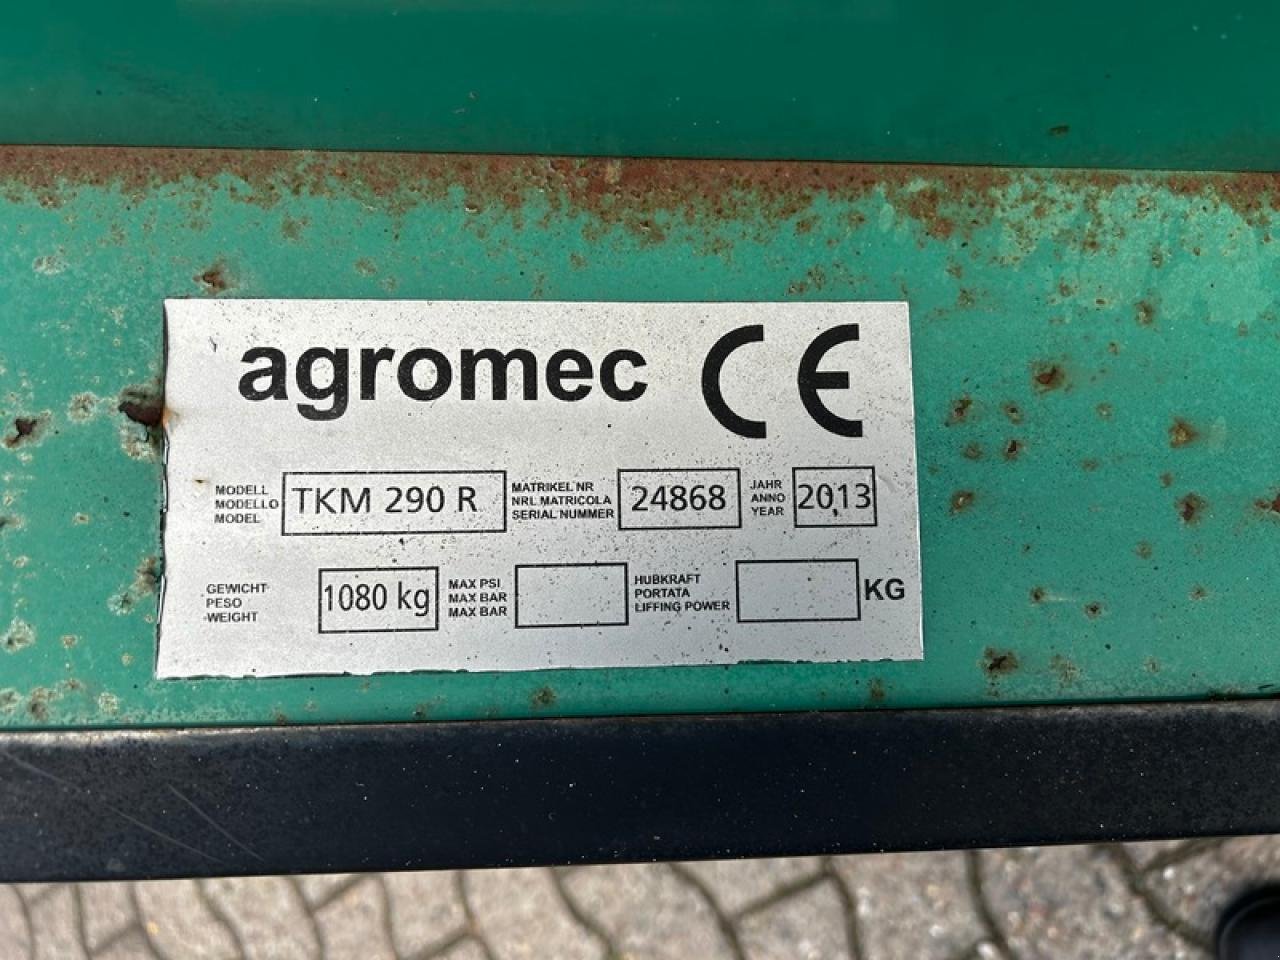 agromec CE
MODELL
MODELLO
MODEL
TKM 290 R
MATRIKEL NR
NRL MATRICOLA
SERIAL NUMMER
24868
JAHR
ANNO
YEAR
2013
GEWICHT
PESO
WEIGHT
1080 kg
MAX PSI
MAX BAR
MAX BAR
HUBKRAFT
PORTATA
LIFFING POWER
KG